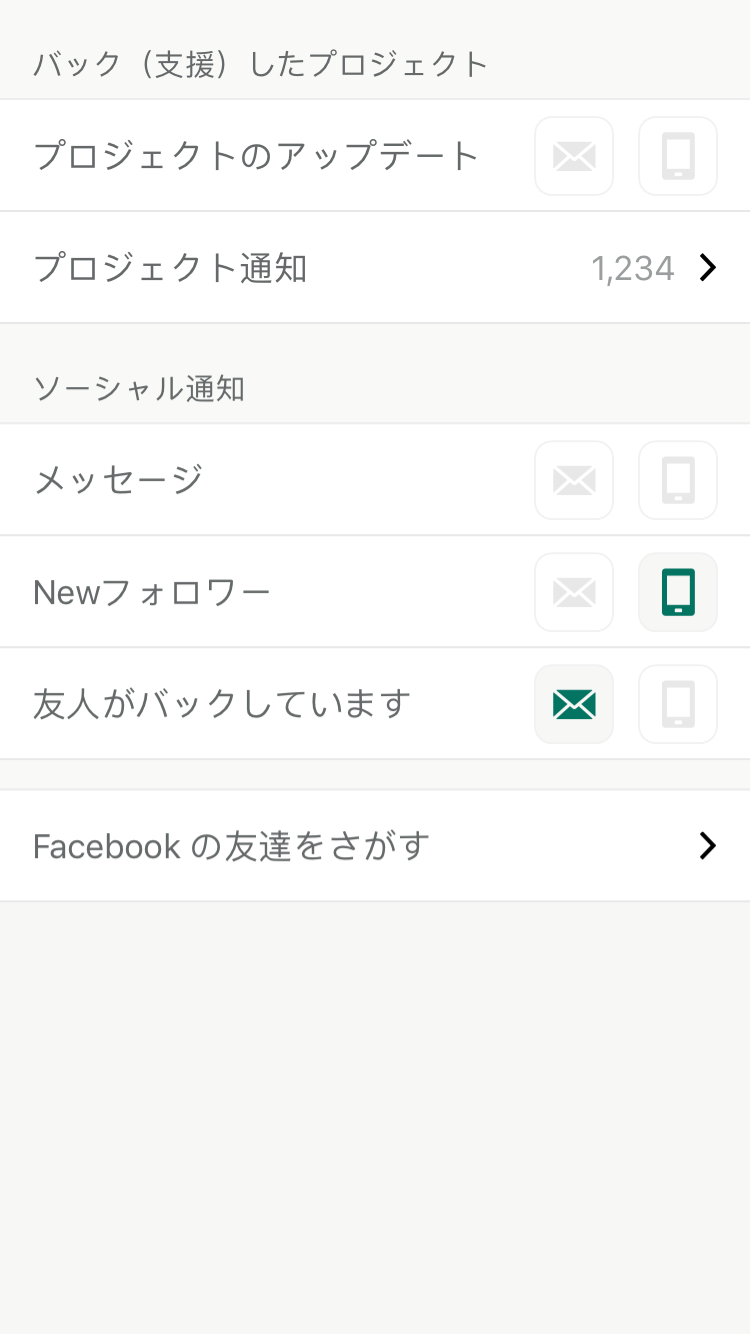 バック（支援）したプロジェクト
プロジェクトのアップデート
プロジェクト通知 1,234
ソーシャル通知
メッセージ
Newフォロワー
友人がバックしています
Facebook の友達をさがす